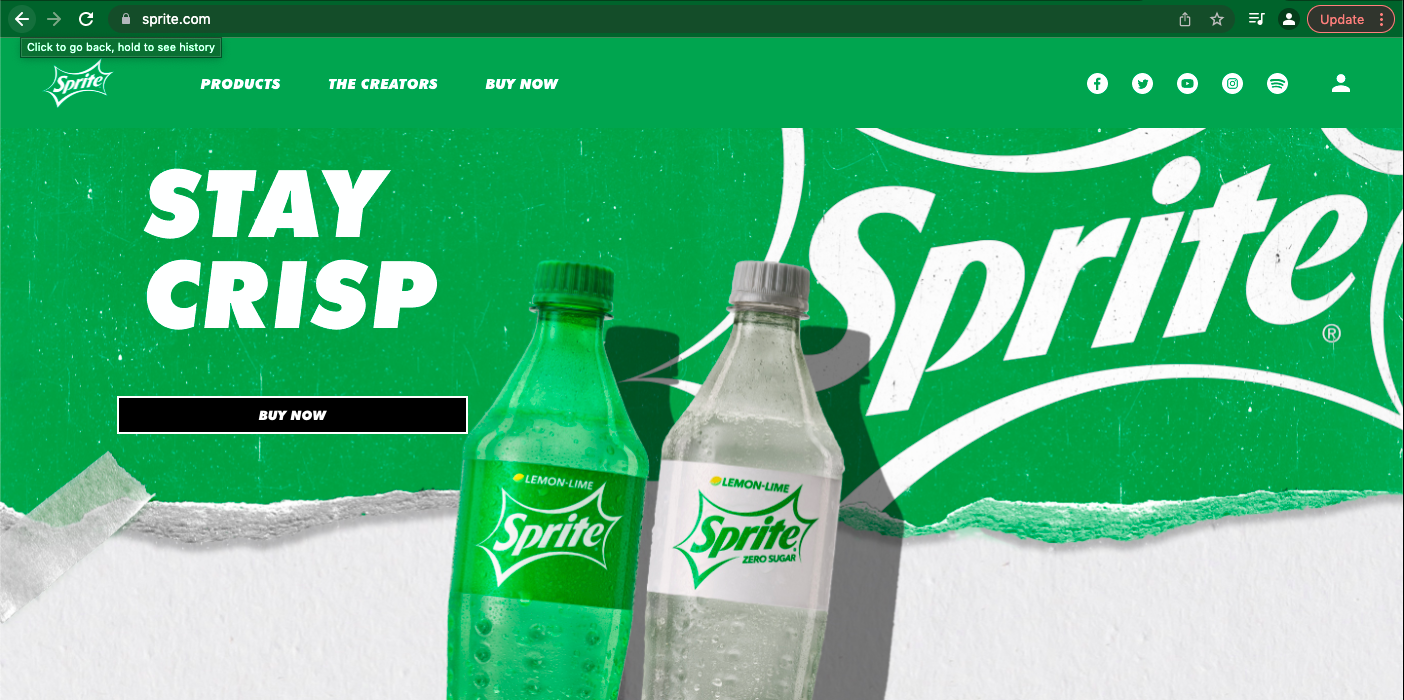 sprite.com
Update
Click to go back, hold to see history
Sprite
PRODUCTS
THE CREATORS
BUY NOW
STAY
CRISP
Sprite
®
BUY NOW
LEMON-LIME
Sprite
LEMON-LIME
Sprite
ZERO SUGAR